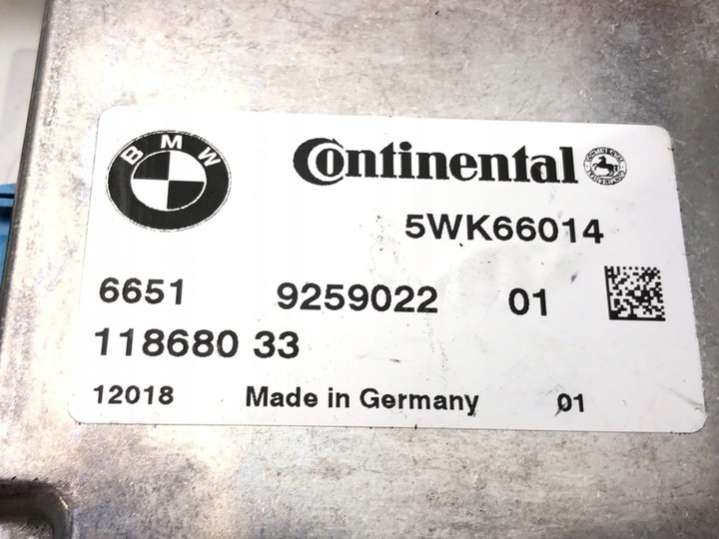 BMW Continental
5WK66014
6651 9259022 01
118680 33
12018 Made in Germany 01